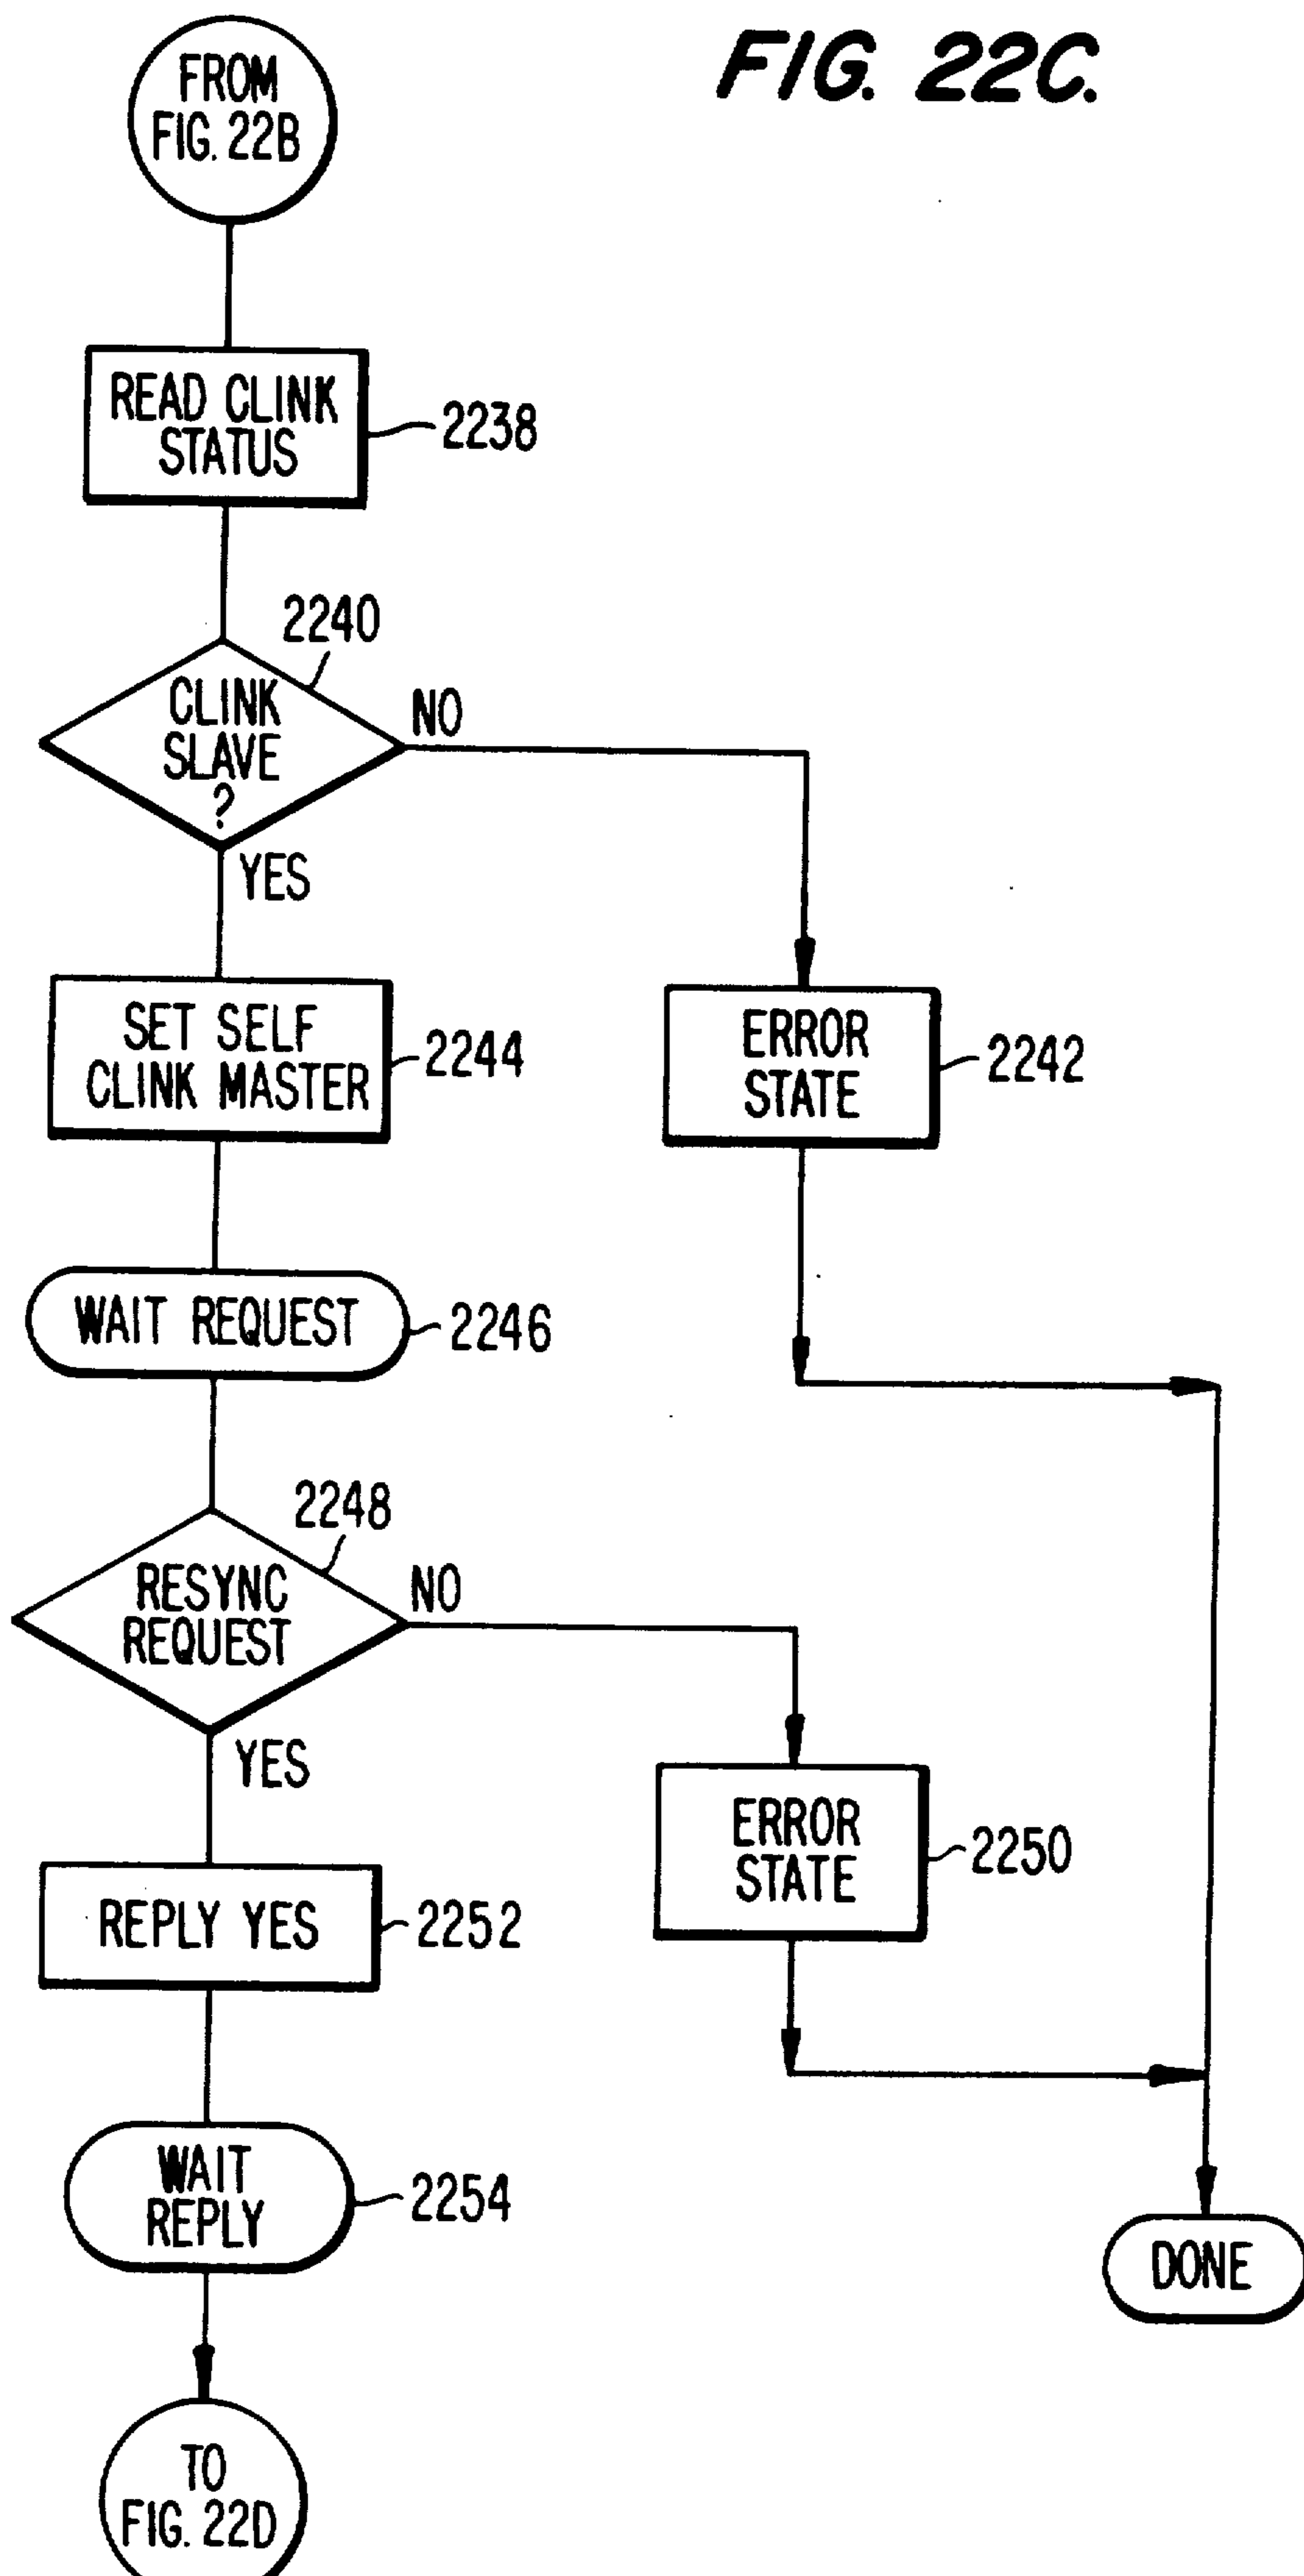 FIG. 22C.
FROM
FIG. 22B
READ CLINK
STATUS
2238
2240
CLINK
SLAVE
?
NO
YES
SET SELF
CLINK MASTER
2244
ERROR
STATE
2242
WAIT REQUEST
2246
2248
RESYNC
REQUEST
NO
YES
ERROR
STATE
2250
REPLY YES
2252
WAIT
REPLY
2254
DONE
TO
FIG. 22D